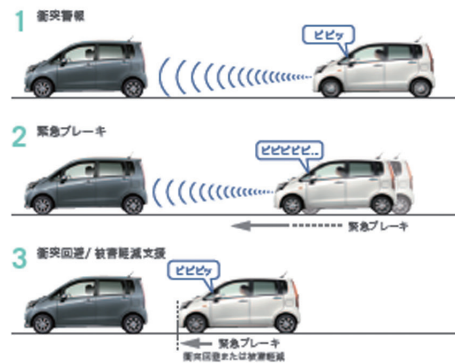 1 衝突警報
ピピッ
2 緊急ブレーキ
ピピピピピ...
緊急ブレーキ
3 衝突回避/被害軽減支援
ピピピッ
緊急ブレーキ
衝突回避または被害軽減